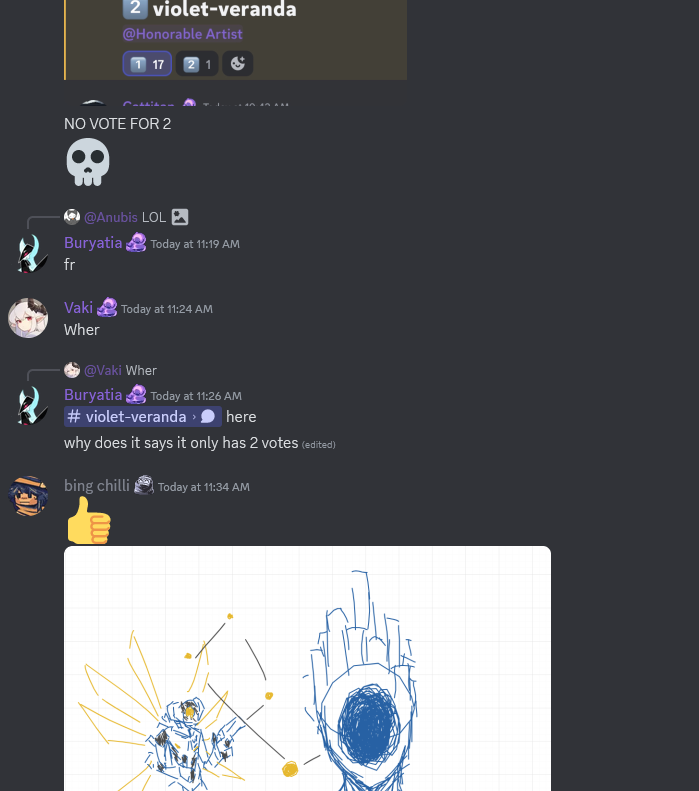 2 violet-veranda
@Honorable Artist
1 17 2 1
NO VOTE FOR 2
@Anubis LOL
Buryatia Today at 11:19 AM
fr
Vaki Today at 11:24 AM
Wher
@Vaki Wher
Buryatia Today at 11:26 AM
# violet-veranda › here
why does it says it only has 2 votes (edited)
bing chilli Today at 11:34 AM